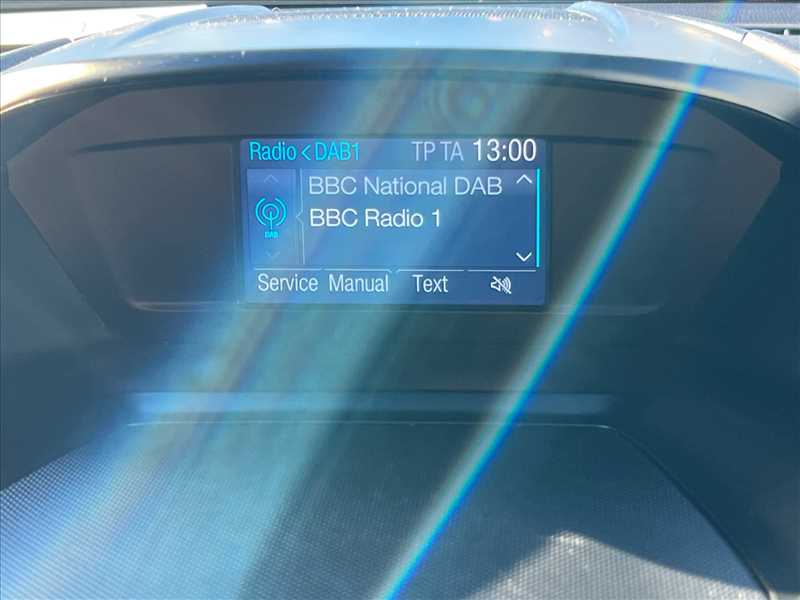 Radio < DAB1 TP TA 13:00
BBC National DAB
DAB
BBC Radio 1
Service Manual Text